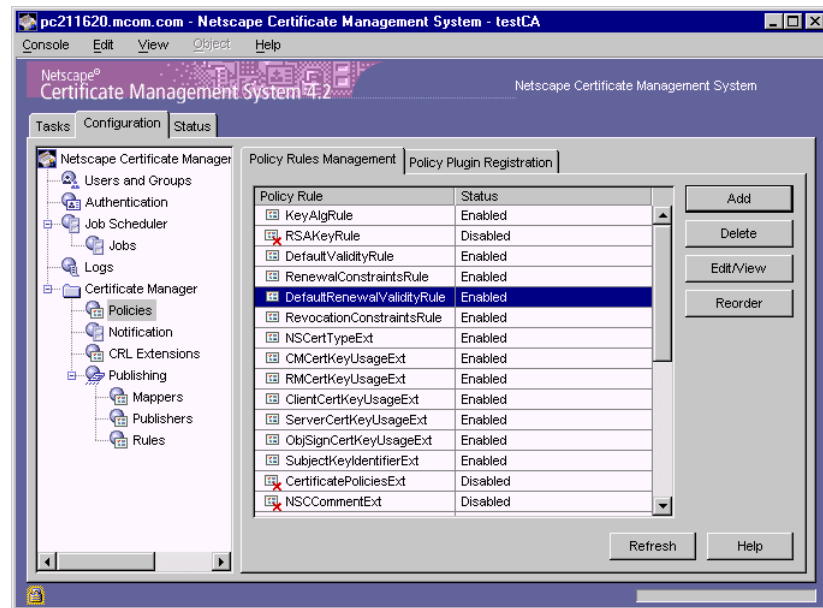 pc211620.mcom.com - Netscape Certificate Management System - testCA
Console Edit View Object Help
Netscape®
Certificate Management System 4.2
Netscape Certificate Management System
Tasks Configuration Status
Netscape Certificate Manager
Users and Groups
Authentication
Job Scheduler
Jobs
Logs
Certificate Manager
Policies
Notification
CRL Extensions
Publishing
Mappers
Publishers
Rules
Policy Rules Management Policy Plugin Registration
Policy Rule Status
KeyAlgRule Enabled
RSAKeyRule Disabled
DefaultValidityRule Enabled
RenewalConstraintsRule Enabled
DefaultRenewalValidityRule Enabled
RevocationConstraintsRule Enabled
NSCertTypeExt Enabled
CMCertKeyUsageExt Enabled
RMCertKeyUsageExt Enabled
ClientCertKeyUsageExt Enabled
ServerCertKeyUsageExt Enabled
ObjSignCertKeyUsageExt Enabled
SubjectKeyIdentifierExt Enabled
CertificatePoliciesExt Disabled
NSCCommentExt Disabled
Add
Delete
Edit/View
Reorder
Refresh Help